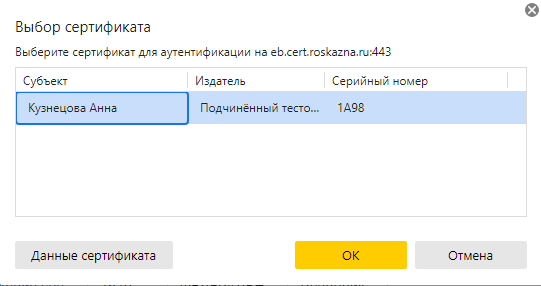 Выбор сертификата
Выберите сертификат для аутентификации на eb.cert.roskazna.ru:443
Субъект Издатель Серийный номер
Кузнецова Анна Подчинённый тесто... 1A98
Данные сертификата OK Отмена